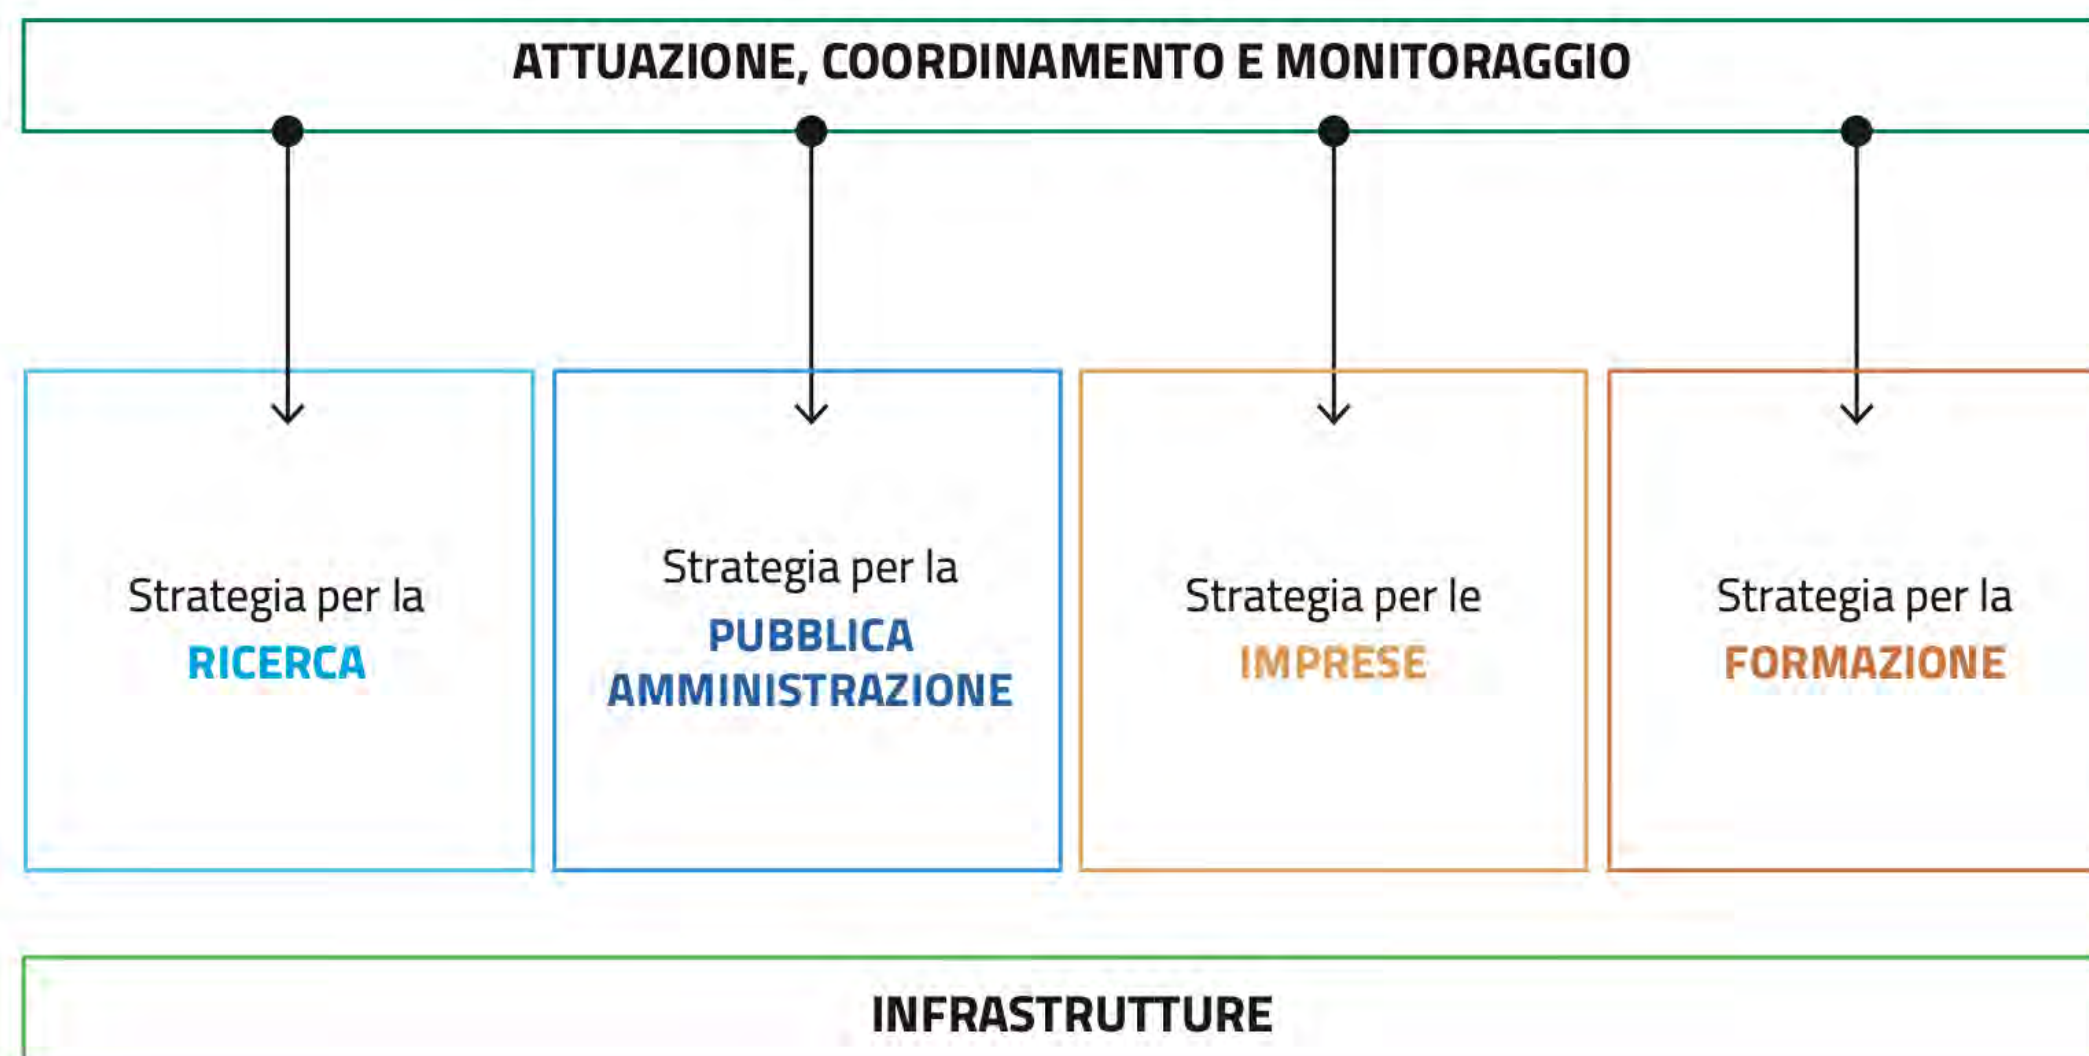 ATTUAZIONE, COORDINAMENTO E MONITORAGGIO
Strategia per la
RICERCA
Strategia per la
PUBBLICA
AMMINISTRAZIONE
Strategia per le
IMPRESE
Strategia per la
FORMAZIONE
INFRASTRUTTURE